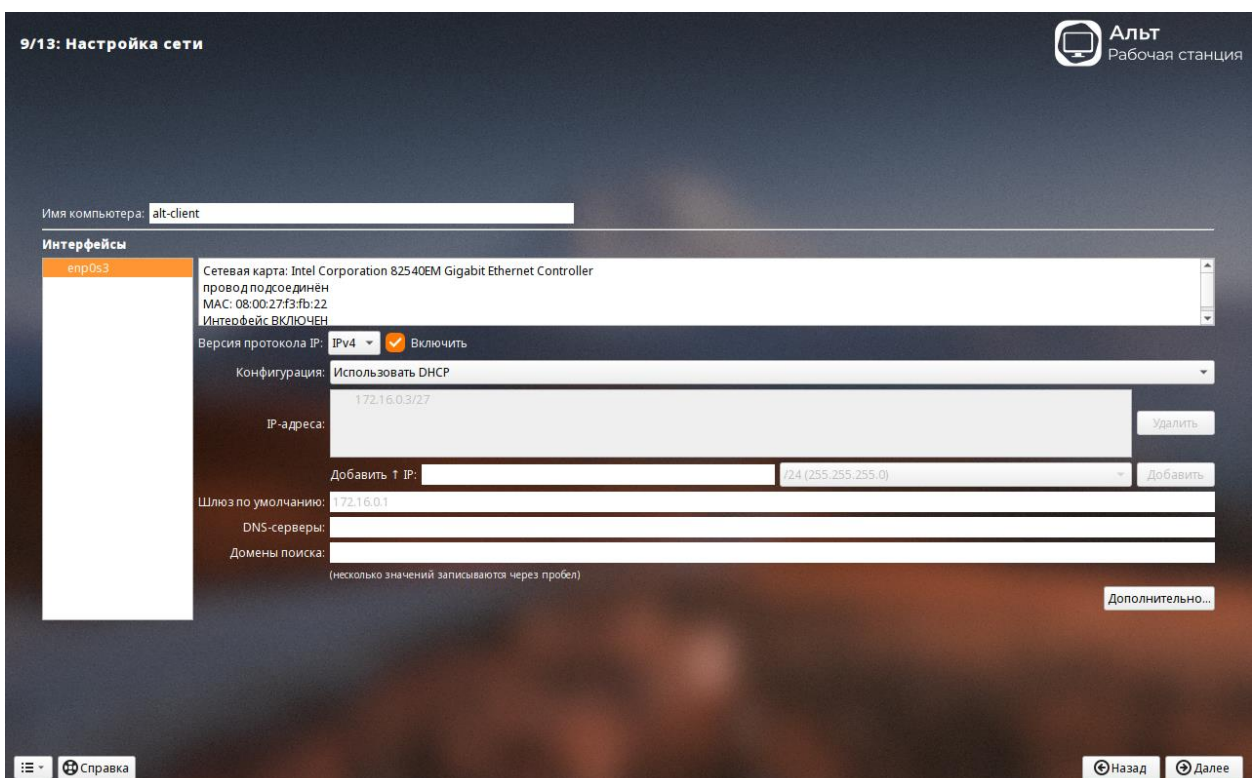 9/13: Настройка сети
Альт
Рабочая станция
Имя компьютера: alt-client
Интерфейсы
enp0s3
Сетевая карта: Intel Corporation 82540EM Gigabit Ethernet Controller
провод подсоединён
MAC: 08:00:27:f3:fb:22
Интерфейс ВКЛЮЧЕН
Версия протокола IP: IPv4 Включить
Конфигурация: Использовать DHCP
172.16.0.3/27
IP-адреса: Удалить
Добавить ↑ IP: /24 (255.255.255.0) Добавить
Шлюз по умолчанию: 172.16.0.1
DNS-серверы:
Домены поиска:
(несколько значений записываются через пробел)
Дополнительно...
Справка Назад Далее